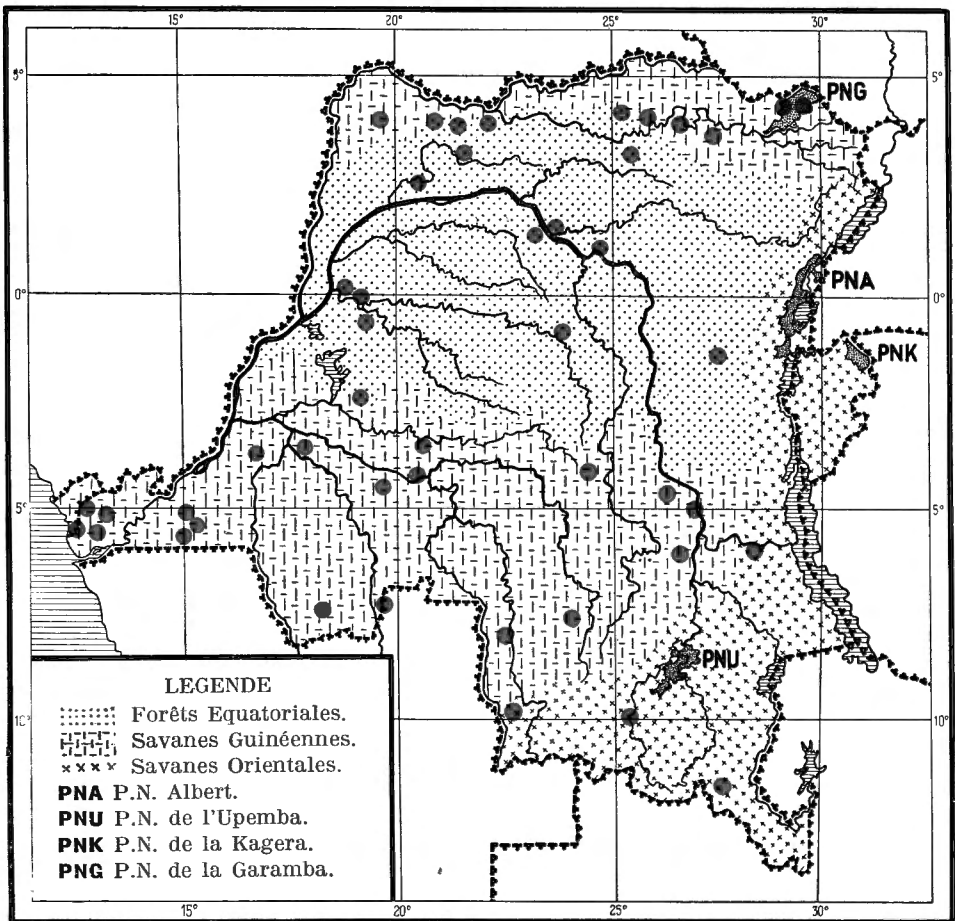 15° 20° 25° 30°
5° 5°
PNG
PNA
0° 0°
PNK
5° 5°
PNU
LEGENDE
Forêts Equatoriales.
Savanes Guinéennes.
Savanes Orientales.
PNA P.N. Albert.
PNU P.N. de l'Upemba.
PNK P.N. de la Kagera.
PNG P.N. de la Garamba.
10° 10°
15° 20° 25° 30°